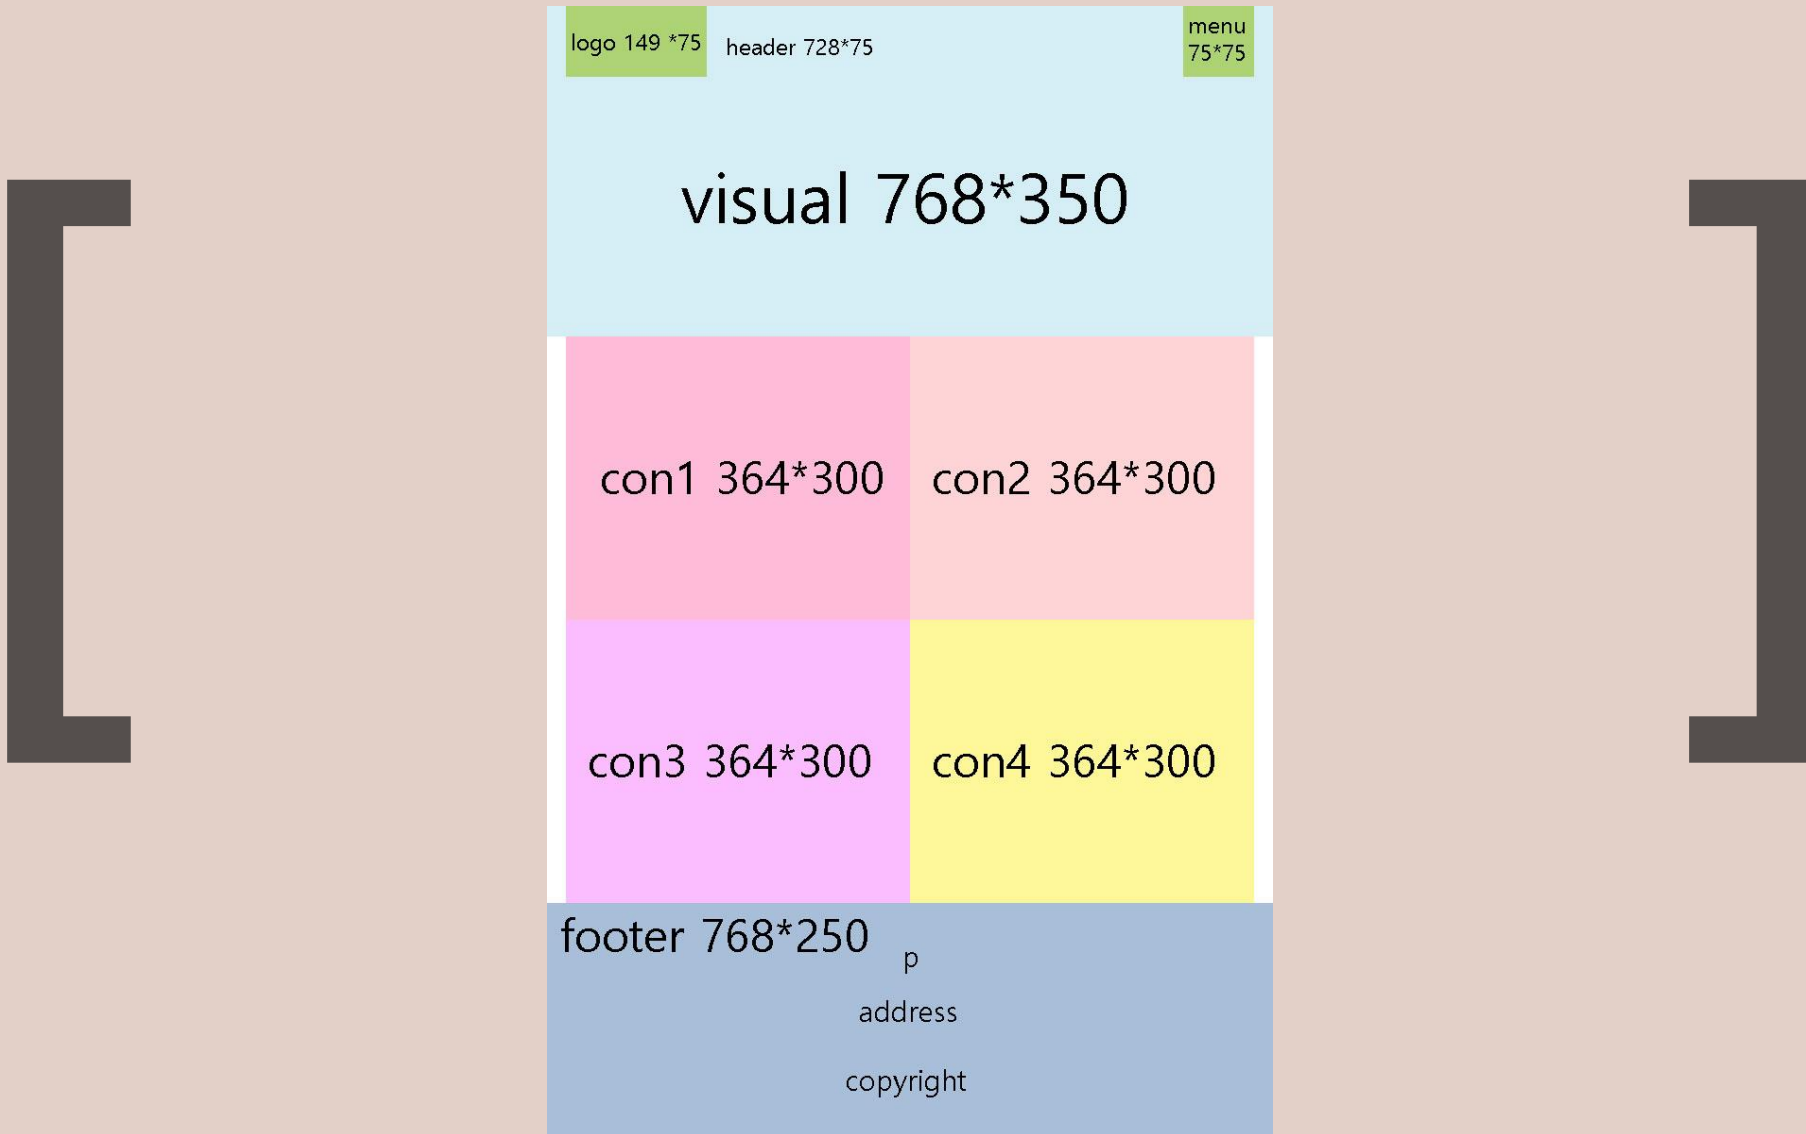 logo 149 *75
header 728*75
menu
75*75
visual 768*350
con1 364*300
con2 364*300
con3 364*300
con4 364*300
footer 768*250
p
address
copyright